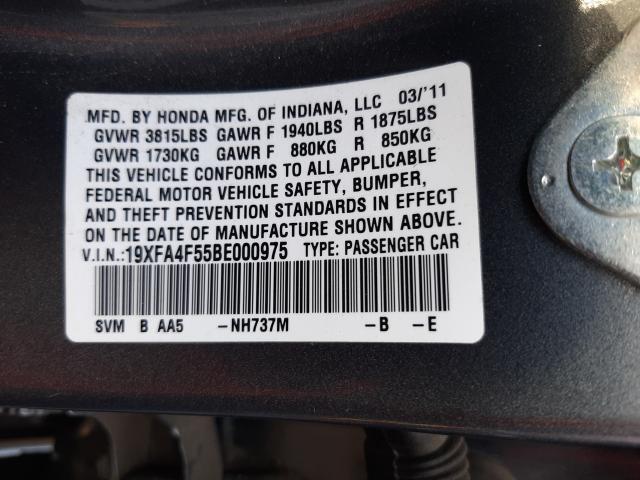 MFD. BY HONDA MFG. OF INDIANA, LLC 03/'11
GVWR 3815LBS GAWR F 1940LBS R 1875LBS
GVWR 1730KG GAWR F 880KG R 850KG
THIS VEHICLE CONFORMS TO ALL APPLICABLE
FEDERAL MOTOR VEHICLE SAFETY, BUMPER,
AND THEFT PREVENTION STANDARDS IN EFFECT
ON THE DATE OF MANUFACTURE SHOWN ABOVE.
V.I.N.:19XFA4F55BE000975 TYPE: PASSENGER CAR
SVM B AA5 -NH737M -B -E